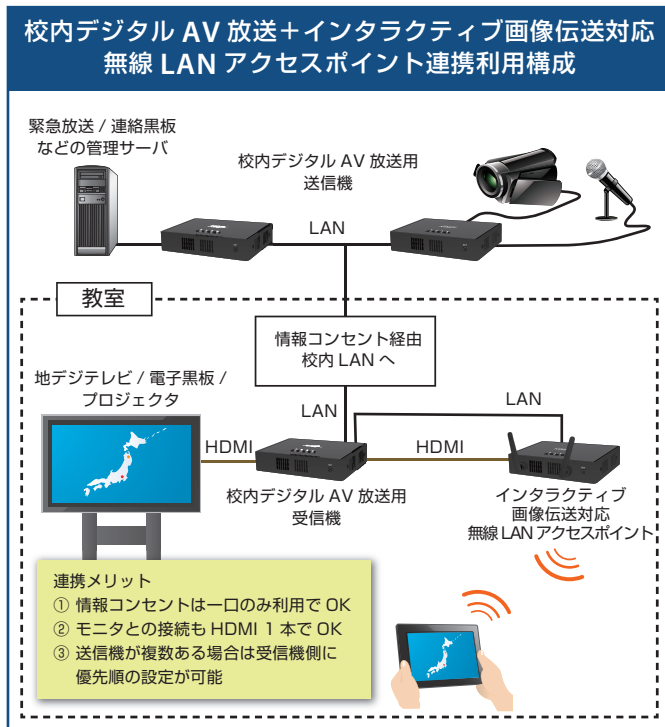 校内デジタル AV 放送＋インタラクティブ画像伝送対応
無線 LAN アクセスポイント連携利用構成
緊急放送 / 連絡黒板
などの管理サーバ
校内デジタル AV 放送用
送信機
LAN
教室
情報コンセント経由
校内 LAN へ
地デジテレビ / 電子黒板 /
プロジェクタ
LAN
LAN
HDMI
HDMI
校内デジタル AV 放送用
受信機
インタラクティブ
画像伝送対応
無線 LAN アクセスポイント
連携メリット
① 情報コンセントは一口のみ利用で OK
② モニタとの接続も HDMI 1 本で OK
③ 送信機が複数ある場合は受信機側に
優先順の設定が可能